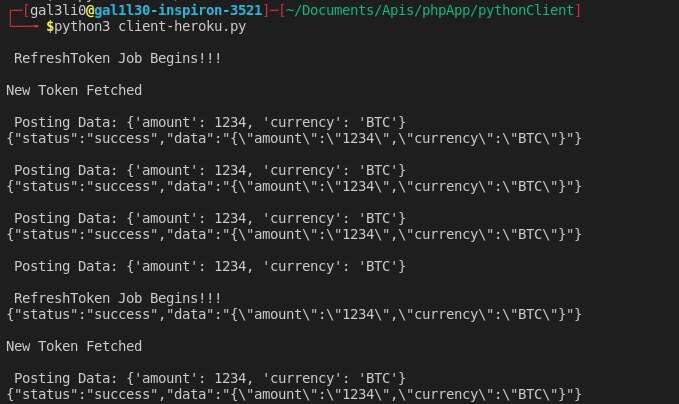 ┌─[gal3li0@gal1l30-inspiron-3521]─[~/Documents/Apis/phpApp/pythonClient]
└──╼ $python3 client-heroku.py
RefreshToken Job Begins!!!
New Token Fetched
Posting Data: {'amount': 1234, 'currency': 'BTC'}
{"status":"success","data":"{\"amount\":\"1234\",\"currency\":\"BTC\"}"}
Posting Data: {'amount': 1234, 'currency': 'BTC'}
{"status":"success","data":"{\"amount\":\"1234\",\"currency\":\"BTC\"}"}
Posting Data: {'amount': 1234, 'currency': 'BTC'}
{"status":"success","data":"{\"amount\":\"1234\",\"currency\":\"BTC\"}"}
Posting Data: {'amount': 1234, 'currency': 'BTC'}
RefreshToken Job Begins!!!
{"status":"success","data":"{\"amount\":\"1234\",\"currency\":\"BTC\"}"}
New Token Fetched
Posting Data: {'amount': 1234, 'currency': 'BTC'}
{"status":"success","data":"{\"amount\":\"1234\",\"currency\":\"BTC\"}"}